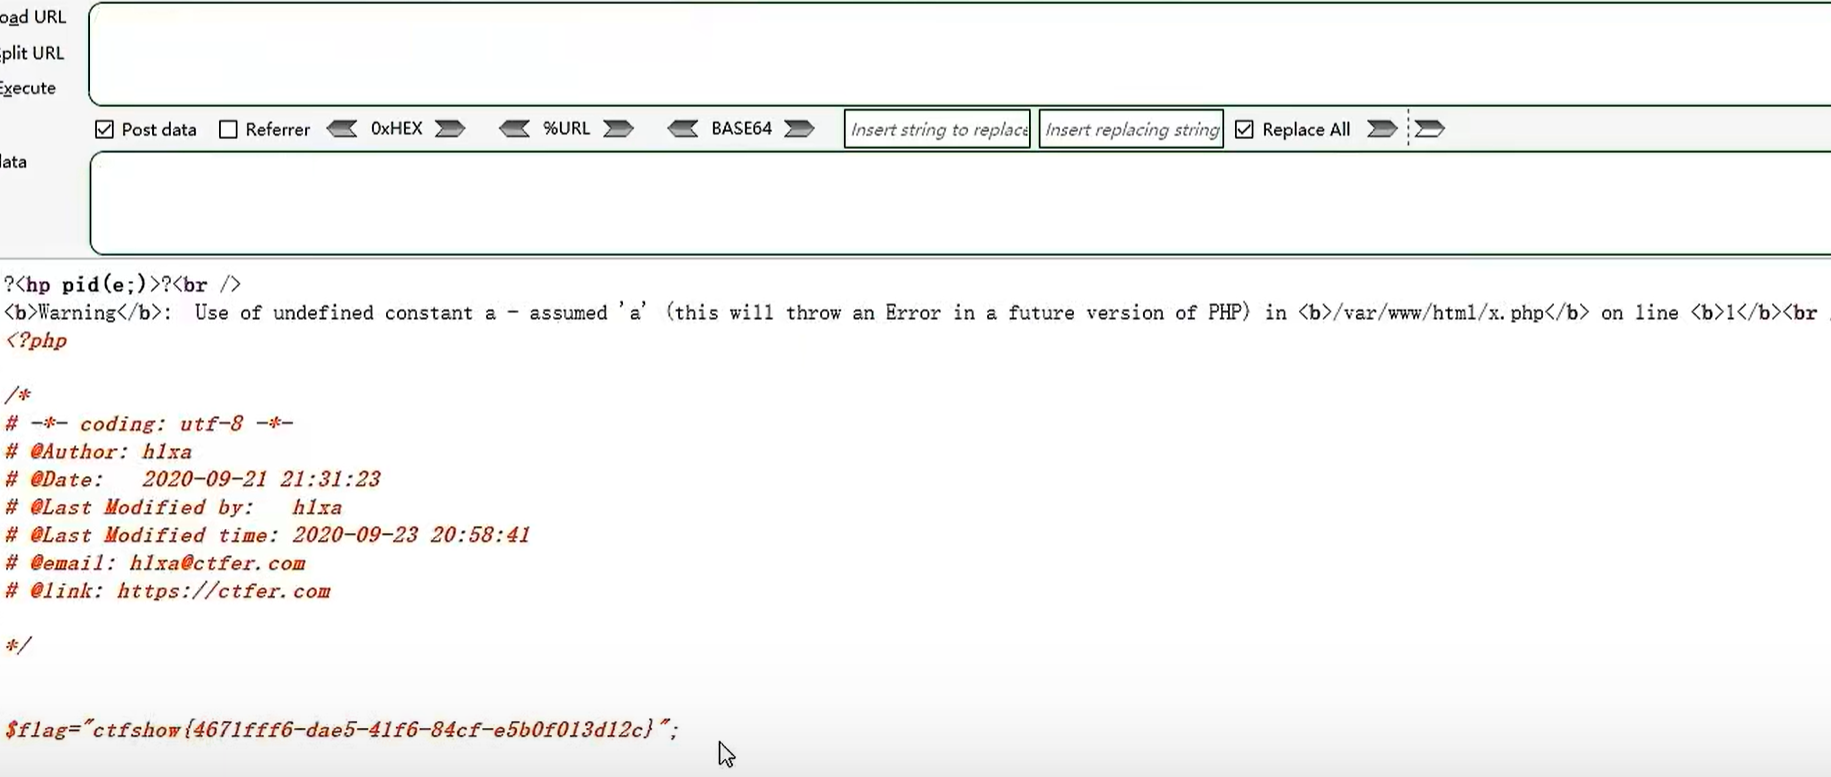 oad URL
plit URL
Execute
Post data Referrer 0xHEX %URL BASE64 Insert string to replace Insert replacing string Replace All
ata
?<hp pid(e;)>?<br />
<b>Warning</b>:  Use of undefined constant a - assumed 'a' (this will throw an Error in a future version of PHP) in <b>/var/www/html/x.php</b> on line <b>1</b><br
<?php
/*
# -*- coding: utf-8 -*-
# @Author: h1xa
# @Date:   2020-09-21 21:31:23
# @Last Modified by:   h1xa
# @Last Modified time: 2020-09-23 20:58:41
# @email: h1xa@ctfer.com
# @link: https://ctfer.com
*/
$flag="ctfshow{4671fff6-dae5-41f6-84cf-e5b0f013d12c}";